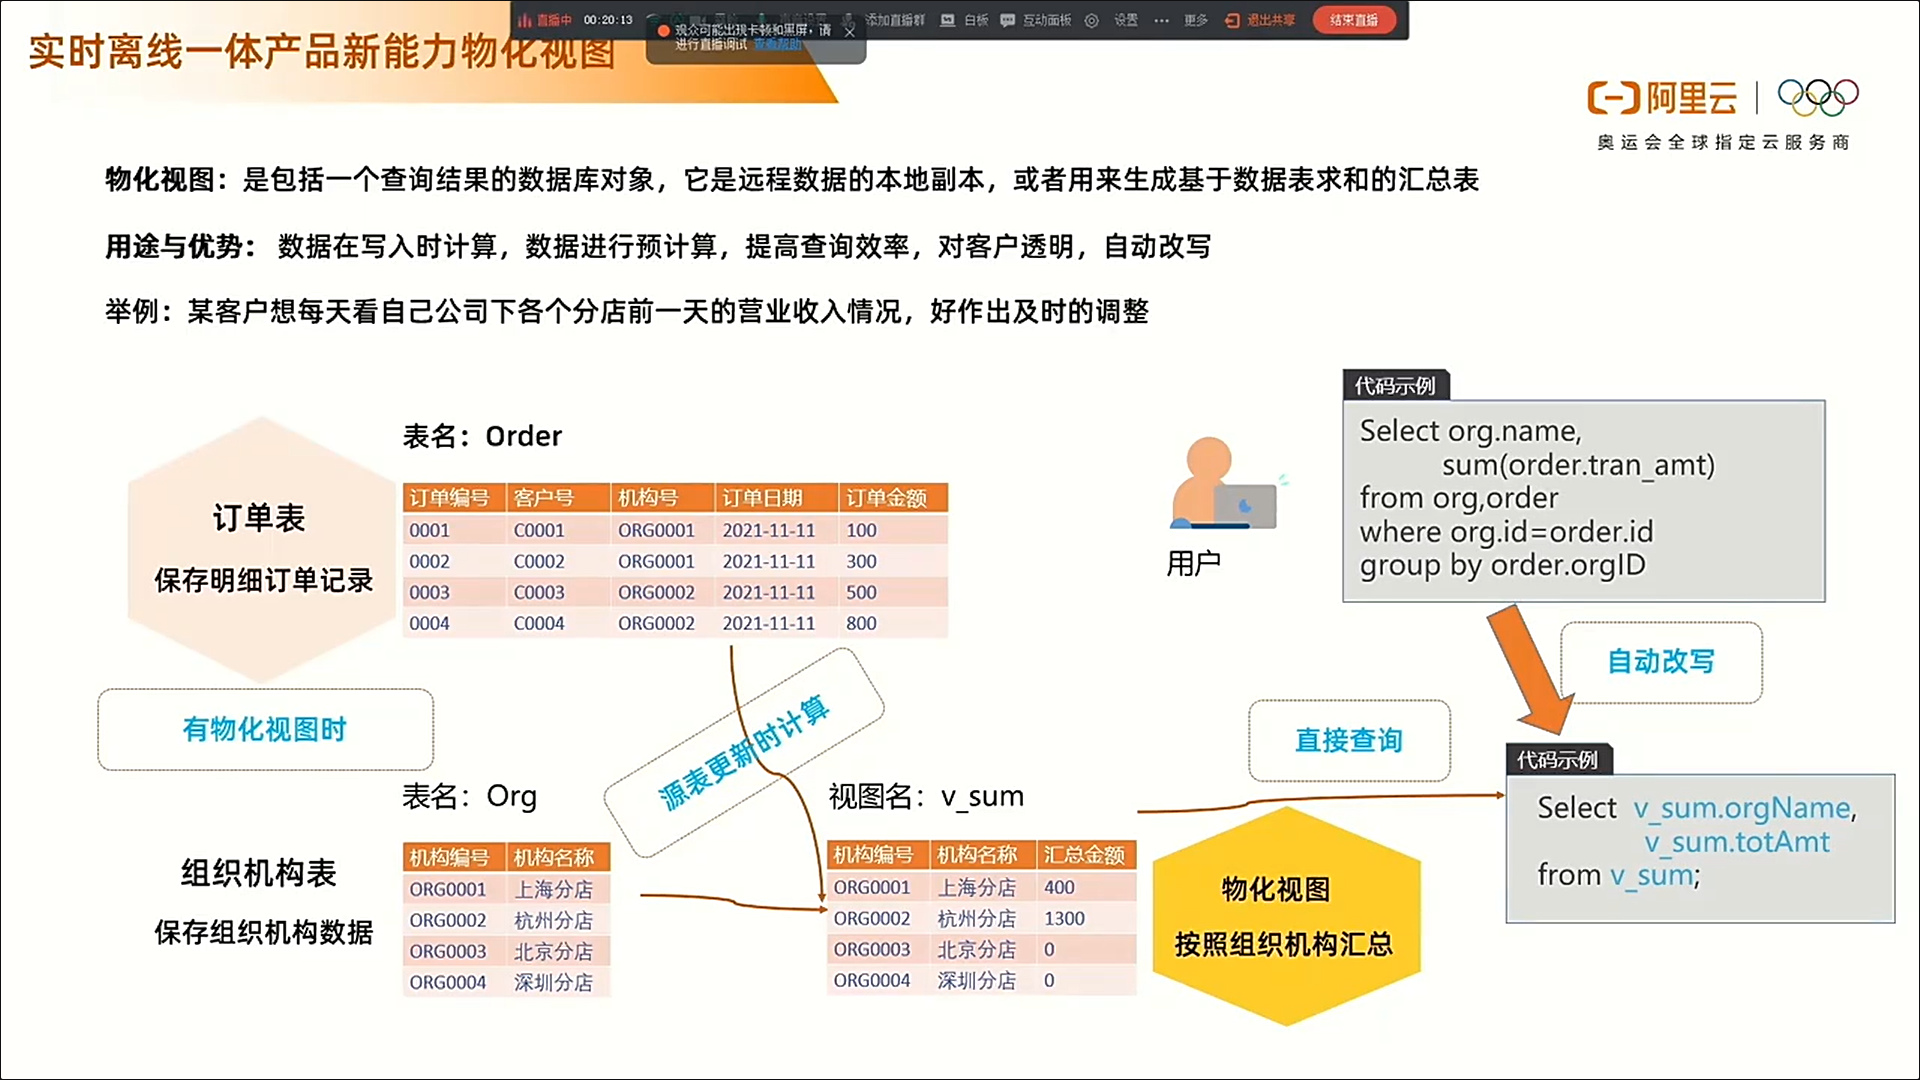 直播中 00:20:13 添加直播群 白板 互动面板 设置 更多 退出共享 结束直播
观众可能出现卡顿和黑屏，请
进行直播调试 查看帮助
实时离线一体产品新能力物化视图
阿里云
奥运会全球指定云服务商
物化视图：是包括一个查询结果的数据库对象，它是远程数据的本地副本，或者用来生成基于数据表求和的汇总表
用途与优势： 数据在写入时计算，数据进行预计算，提高查询效率，对客户透明，自动改写
举例：某客户想每天看自己公司下各个分店前一天的营业收入情况，好作出及时的调整
订单表
保存明细订单记录
表名：Order
订单编号 客户号 机构号 订单日期 订单金额
0001 C0001 ORG0001 2021-11-11 100
0002 C0002 ORG0001 2021-11-11 300
0003 C0003 ORG0002 2021-11-11 500
0004 C0004 ORG0002 2021-11-11 800
用户
代码示例
Select org.name,
sum(order.tran_amt)
from org,order
where org.id=order.id
group by order.orgID
自动改写
有物化视图时
源表更新时计算
直接查询
组织机构表
保存组织机构数据
表名：Org
机构编号 机构名称
ORG0001 上海分店
ORG0002 杭州分店
ORG0003 北京分店
ORG0004 深圳分店
视图名：v_sum
机构编号 机构名称 汇总金额
ORG0001 上海分店 400
ORG0002 杭州分店 1300
ORG0003 北京分店 0
ORG0004 深圳分店 0
物化视图
按照组织机构汇总
代码示例
Select v_sum.orgName,
v_sum.totAmt
from v_sum;